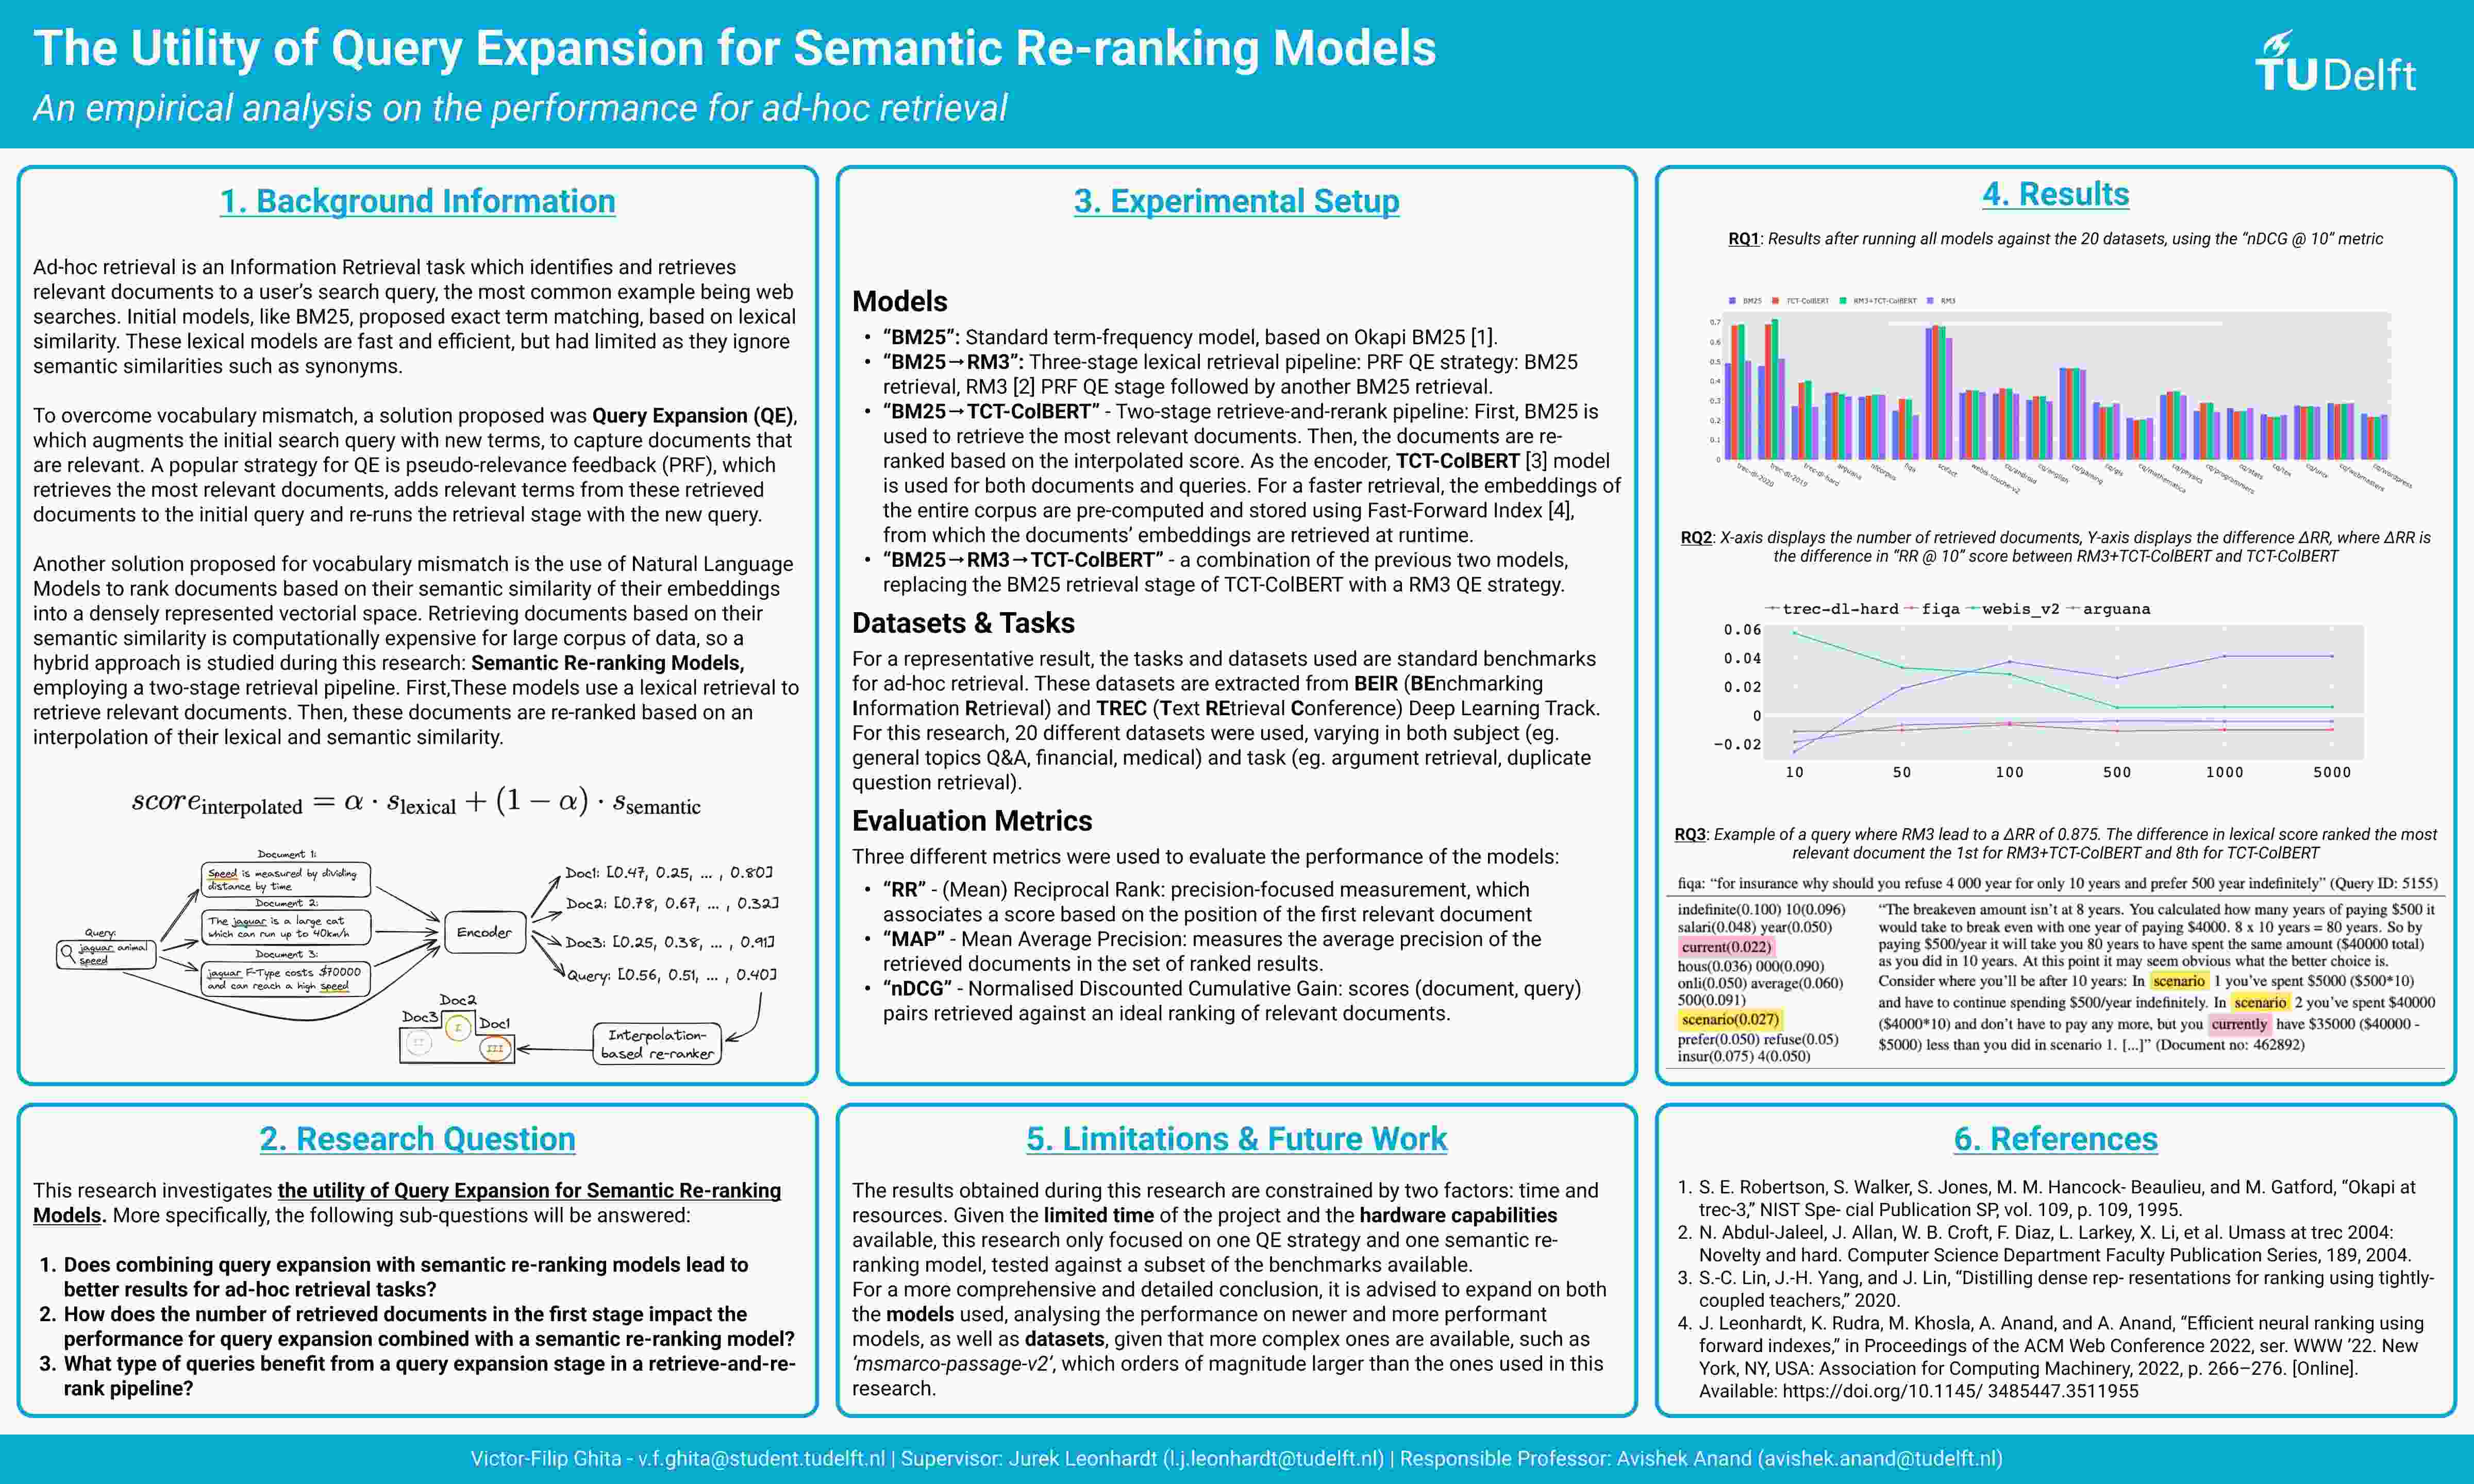 The Utility of Query Expansion for Semantic Re-ranking Models
An empirical analysis on the performance for ad-hoc retrieval
TUDelft
1. Background Information
Ad-hoc retrieval is an Information Retrieval task which identifies and retrieves
relevant documents to a user's search query, the most common example being web
searches. Initial models, like BM25, proposed exact term matching, based on lexical
similarity. These lexical models are fast and efficient, but had limited as they ignore
semantic similarities such as synonyms.
To overcome vocabulary mismatch, a solution proposed was Query Expansion (QE),
which augments the initial search query with new terms, to capture documents that
are relevant. A popular strategy for QE is pseudo-relevance feedback (PRF), which
retrieves the most relevant documents, adds relevant terms from these retrieved
documents to the initial query and re-runs the retrieval stage with the new query.
Another solution proposed for vocabulary mismatch is the use of Natural Language
Models to rank documents based on their semantic similarity of their embeddings
into a densely represented vectorial space. Retrieving documents based on their
semantic similarity is computationally expensive for large corpus of data, so a
hybrid approach is studied during this research: Semantic Re-ranking Models,
employing a two-stage retrieval pipeline. First,These models use a lexical retrieval to
retrieve relevant documents. Then, these documents are re-ranked based on an
interpolation of their lexical and semantic similarity.
score interpolated = α · s lexical + (1 − α) · s semantic
Query:
jaguar animal
speed
Document 1:
Speed is measured by dividing
distance by time
Document 2:
The jaguar is a large cat
which can run up to 40km/h
Document 3:
jaguar F-Type costs $70000
and can reach a high speed
Encoder
Doc1: [0.47, 0.25, ... , 0.80]
Doc2: [0.78, 0.67, ... , 0.32]
Doc3: [0.25, 0.38, ... , 0.91]
Query: [0.56, 0.51, ... , 0.40]
Interpolation-
based re-ranker
Doc2
Doc3
Doc1
I
II
III
2. Research Question
This research investigates the utility of Query Expansion for Semantic Re-ranking
Models. More specifically, the following sub-questions will be answered:
1. Does combining query expansion with semantic re-ranking models lead to
better results for ad-hoc retrieval tasks?
2. How does the number of retrieved documents in the first stage impact the
performance for query expansion combined with a semantic re-ranking model?
3. What type of queries benefit from a query expansion stage in a retrieve-and-re-
rank pipeline?
3. Experimental Setup
Models
• "BM25": Standard term-frequency model, based on Okapi BM25 [1].
• "BM25→RM3": Three-stage lexical retrieval pipeline: PRF QE strategy: BM25
retrieval, RM3 [2] PRF QE stage followed by another BM25 retrieval.
• "BM25→TCT-ColBERT" - Two-stage retrieve-and-rerank pipeline: First, BM25 is
used to retrieve the most relevant documents. Then, the documents are re-
ranked based on the interpolated score. As the encoder, TCT-ColBERT [3] model
is used for both documents and queries. For a faster retrieval, the embeddings of
the entire corpus are pre-computed and stored using Fast-Forward Index [4],
from which the documents' embeddings are retrieved at runtime.
• "BM25→RM3→TCT-ColBERT" - a combination of the previous two models,
replacing the BM25 retrieval stage of TCT-ColBERT with a RM3 QE strategy.
Datasets & Tasks
For a representative result, the tasks and datasets used are standard benchmarks
for ad-hoc retrieval. These datasets are extracted from BEIR (BEnchmarking
Information Retrieval) and TREC (Text REtrieval Conference) Deep Learning Track.
For this research, 20 different datasets were used, varying in both subject (eg.
general topics Q&A, financial, medical) and task (eg. argument retrieval, duplicate
question retrieval).
Evaluation Metrics
Three different metrics were used to evaluate the performance of the models:
• "RR" - (Mean) Reciprocal Rank: precision-focused measurement, which
associates a score based on the position of the first relevant document
• "MAP" - Mean Average Precision: measures the average precision of the
retrieved documents in the set of ranked results.
• "nDCG" - Normalised Discounted Cumulative Gain: scores (document, query)
pairs retrieved against an ideal ranking of relevant documents.
5. Limitations & Future Work
The results obtained during this research are constrained by two factors: time and
resources. Given the limited time of the project and the hardware capabilities
available, this research only focused on one QE strategy and one semantic re-
ranking model, tested against a subset of the benchmarks available.
For a more comprehensive and detailed conclusion, it is advised to expand on both
the models used, analysing the performance on newer and more performant
models, as well as datasets, given that more complex ones are available, such as
'msmarco-passage-v2', which orders of magnitude larger than the ones used in this
research.
4. Results
RQ1: Results after running all models against the 20 datasets, using the "nDCG @ 10" metric
BM25 TCT-ColBERT RM3+TCT-ColBERT RM3
0.7
0.6
0.5
0.4
0.3
0.2
0.1
0
trec-dl-2020 trec-dl-2019 trec-dl-hard arguana nfcorpus fiqa scifact webis-touche-v2 cq/android cq/english cq/gaming cq/gis cq/mathematica cq/physics cq/programmers cq/stats cq/tex cq/unix cq/webmasters cq/wordpress
RQ2: X-axis displays the number of retrieved documents, Y-axis displays the difference ΔRR, where ΔRR is
the difference in "RR @ 10" score between RM3+TCT-ColBERT and TCT-ColBERT
trec-dl-hard fiqa webis_v2 arguana
0.06
0.04
0.02
0
−0.02
10 50 100 500 1000 5000
RQ3: Example of a query where RM3 lead to a ΔRR of 0.875. The difference in lexical score ranked the most
relevant document the 1st for RM3+TCT-ColBERT and 8th for TCT-ColBERT
fiqa: "for insurance why should you refuse 4 000 year for only 10 years and prefer 500 year indefinitely" (Query ID: 5155)
indefinite(0.100) 10(0.096)
salari(0.048) year(0.050)
current(0.022)
hous(0.036) 000(0.090)
onli(0.050) average(0.060)
500(0.091)
scenario(0.027)
prefer(0.050) refuse(0.05)
insur(0.075) 4(0.050)
"The breakeven amount isn't at 8 years. You calculated how many years of paying $500 it
would take to break even with one year of paying $4000. 8 x 10 years = 80 years. So by
paying $500/year it will take you 80 years to have spent the same amount ($40000 total)
as you did in 10 years. At this point it may seem obvious what the better choice is.
Consider where you'll be after 10 years: In scenario 1 you've spent $5000 ($500*10)
and have to continue spending $500/year indefinitely. In scenario 2 you've spent $40000
($4000*10) and don't have to pay any more, but you currently have $35000 ($40000 -
$5000) less than you did in scenario 1. [...]" (Document no: 462892)
6. References
1. S. E. Robertson, S. Walker, S. Jones, M. M. Hancock- Beaulieu, and M. Gatford, "Okapi at
trec-3," NIST Spe- cial Publication SP, vol. 109, p. 109, 1995.
2. N. Abdul-Jaleel, J. Allan, W. B. Croft, F. Diaz, L. Larkey, X. Li, et al. Umass at trec 2004:
Novelty and hard. Computer Science Department Faculty Publication Series, 189, 2004.
3. S.-C. Lin, J.-H. Yang, and J. Lin, "Distilling dense rep- resentations for ranking using tightly-
coupled teachers," 2020.
4. J. Leonhardt, K. Rudra, M. Khosla, A. Anand, and A. Anand, "Efficient neural ranking using
forward indexes," in Proceedings of the ACM Web Conference 2022, ser. WWW '22. New
York, NY, USA: Association for Computing Machinery, 2022, p. 266–276. [Online].
Available: https://doi.org/10.1145/ 3485447.3511955
Victor-Filip Ghita - v.f.ghita@student.tudelft.nl | Supervisor: Jurek Leonhardt (l.j.leonhardt@tudelft.nl) | Responsible Professor: Avishek Anand (avishek.anand@tudelft.nl)